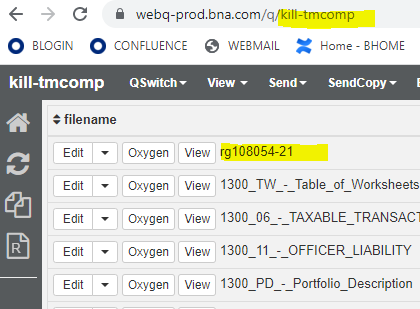 webq-prod.bna.com/q/kill-tmcomp
BLOGIN CONFLUENCE WEBMAIL Home - BHOME
kill-tmcomp QSwitch View Send SendCopy
filename
Edit Oxygen View rg108054-21
Edit Oxygen View 1300_TW_-_Table_of_Worksheets
Edit Oxygen View 1300_06_-_TAXABLE_TRANSACT
Edit Oxygen View 1300_11_-_OFFICER_LIABILITY
Edit Oxygen View 1300_PD_-_Portfolio_Description